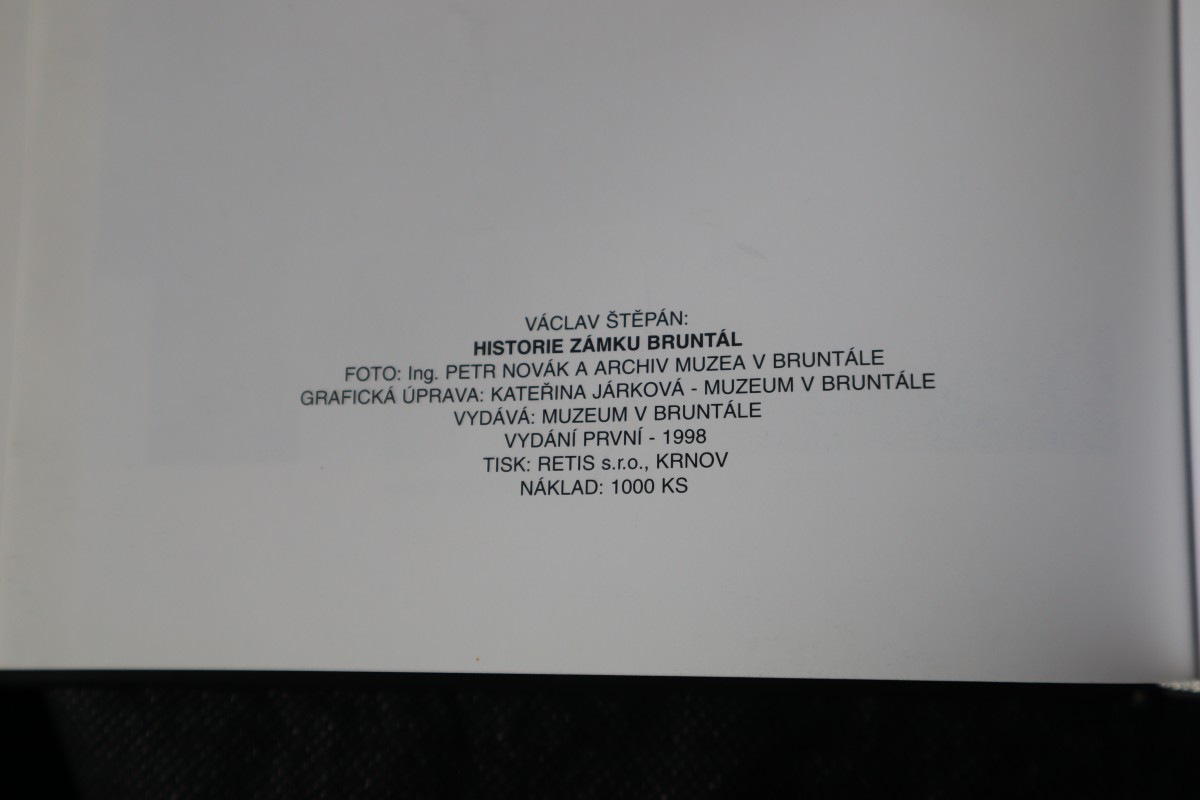 VÁCLAV ŠTĚPÁN:
HISTORIE ZÁMKU BRUNTÁL
FOTO: Ing. PETR NOVÁK A ARCHIV MUZEA V BRUNTÁLE
GRAFICKÁ ÚPRAVA: KATEŘINA JÁRKOVÁ - MUZEUM V BRUNTÁLE
VYDÁVÁ: MUZEUM V BRUNTÁLE
VYDÁNÍ PRVNÍ - 1998
TISK: RETIS s.r.o., KRNOV
NÁKLAD: 1000 KS